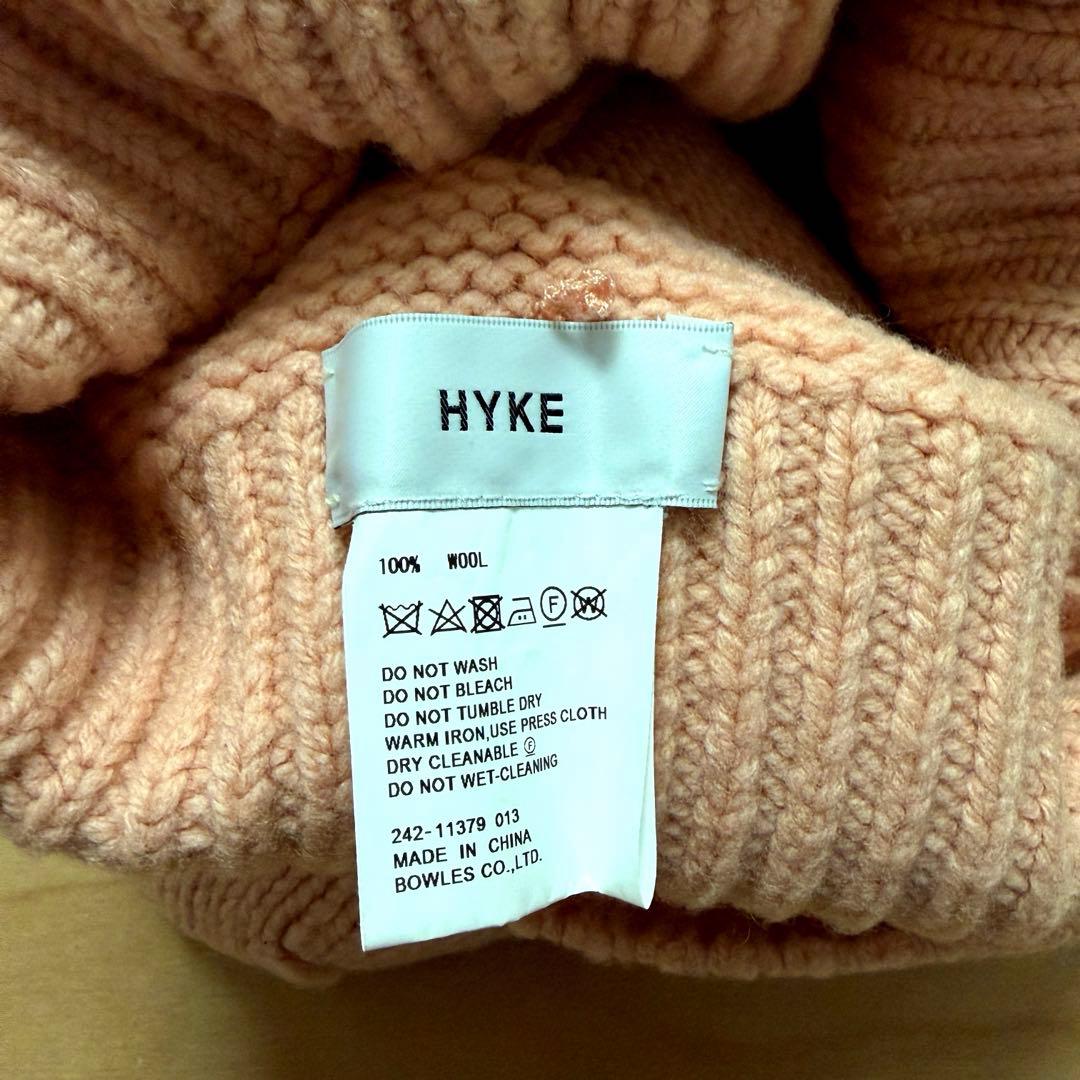 HYKE
100% WOOL
F W
DO NOT WASH
DO NOT BLEACH
DO NOT TUMBLE DRY
WARM IRON,USE PRESS CLOTH
DRY CLEANABLE Ⓕ
DO NOT WET-CLEANING
242-11379 013
MADE IN CHINA
BOWLES CO.,LTD.